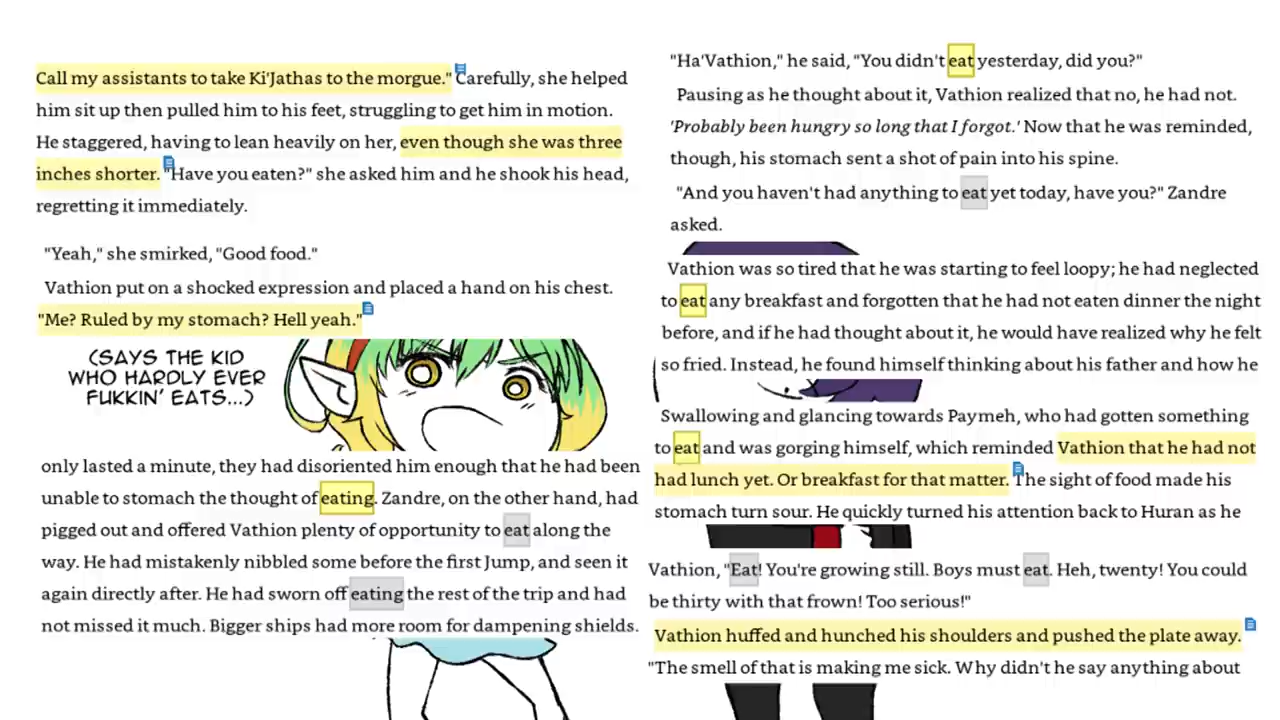 Call my assistants to take Ki'Jathas to the morgue." Carefully, she helped
him sit up then pulled him to his feet, struggling to get him in motion.
He staggered, having to lean heavily on her, even though she was three
inches shorter. "Have you eaten?" she asked him and he shook his head,
regretting it immediately.
"Yeah," she smirked, "Good food."
Vathion put on a shocked expression and placed a hand on his chest.
"Me? Ruled by my stomach? Hell yeah."
(SAYS THE KID
WHO HARDLY EVER
FUKKIN' EATS...)
only lasted a minute, they had disoriented him enough that he had been
unable to stomach the thought of eating. Zandre, on the other hand, had
pigged out and offered Vathion plenty of opportunity to eat along the
way. He had mistakenly nibbled some before the first Jump, and seen it
again directly after. He had sworn off eating the rest of the trip and had
not missed it much. Bigger ships had more room for dampening shields.
"Ha'Vathion," he said, "You didn't eat yesterday, did you?"
Pausing as he thought about it, Vathion realized that no, he had not.
'Probably been hungry so long that I forgot.' Now that he was reminded,
though, his stomach sent a shot of pain into his spine.
"And you haven't had anything to eat yet today, have you?" Zandre
asked.
Vathion was so tired that he was starting to feel loopy; he had neglected
to eat any breakfast and forgotten that he had not eaten dinner the night
before, and if he had thought about it, he would have realized why he felt
so fried. Instead, he found himself thinking about his father and how he
Swallowing and glancing towards Paymeh, who had gotten something
to eat and was gorging himself, which reminded Vathion that he had not
had lunch yet. Or breakfast for that matter. The sight of food made his
stomach turn sour. He quickly turned his attention back to Huran as he
Vathion, "Eat! You're growing still. Boys must eat. Heh, twenty! You could
be thirty with that frown! Too serious!"
Vathion huffed and hunched his shoulders and pushed the plate away.
"The smell of that is making me sick. Why didn't he say anything about